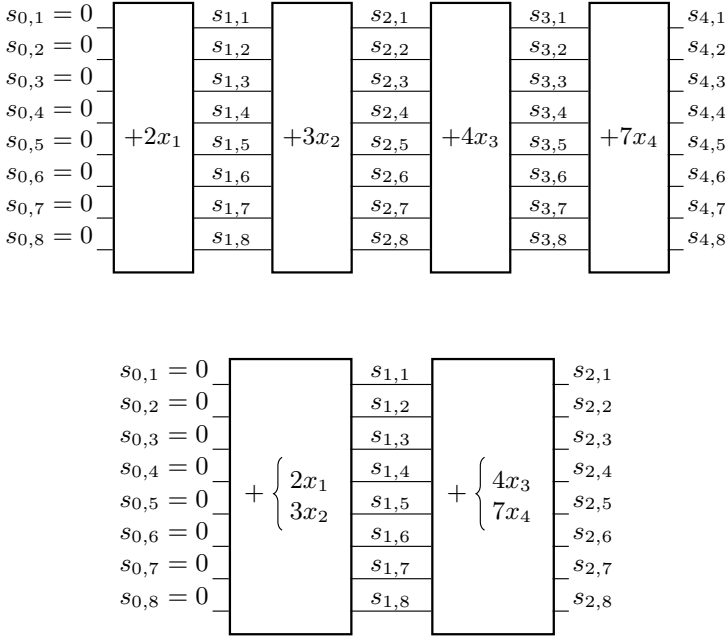 s_{0,1} = 0 s_{1,1} s_{2,1} s_{3,1} s_{4,1}
s_{0,2} = 0 s_{1,2} s_{2,2} s_{3,2} s_{4,2}
s_{0,3} = 0 s_{1,3} s_{2,3} s_{3,3} s_{4,3}
s_{0,4} = 0 s_{1,4} s_{2,4} s_{3,4} s_{4,4}
+2x_1 +3x_2 +4x_3 +7x_4
s_{0,5} = 0 s_{1,5} s_{2,5} s_{3,5} s_{4,5}
s_{0,6} = 0 s_{1,6} s_{2,6} s_{3,6} s_{4,6}
s_{0,7} = 0 s_{1,7} s_{2,7} s_{3,7} s_{4,7}
s_{0,8} = 0 s_{1,8} s_{2,8} s_{3,8} s_{4,8}
s_{0,1} = 0 s_{1,1} s_{2,1}
s_{0,2} = 0 s_{1,2} s_{2,2}
s_{0,3} = 0 s_{1,3} s_{2,3}
s_{0,4} = 0 + { 2x_1 s_{1,4} + { 4x_3 s_{2,4}
s_{0,5} = 0 3x_2 s_{1,5} 7x_4 s_{2,5}
s_{0,6} = 0 s_{1,6} s_{2,6}
s_{0,7} = 0 s_{1,7} s_{2,7}
s_{0,8} = 0 s_{1,8} s_{2,8}